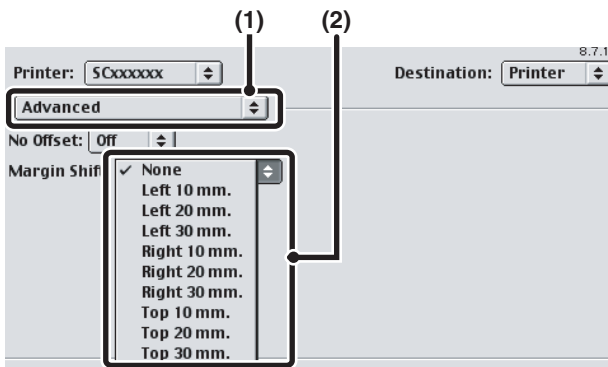 (1) (2)
8.7.1
Printer: SCxxxxxx Destination: Printer
Advanced
No Offset: Off
Margin Shif ✓ None
Left 10 mm.
Left 20 mm.
Left 30 mm.
Right 10 mm.
Right 20 mm.
Right 30 mm.
Top 10 mm.
Top 20 mm.
Top 30 mm.